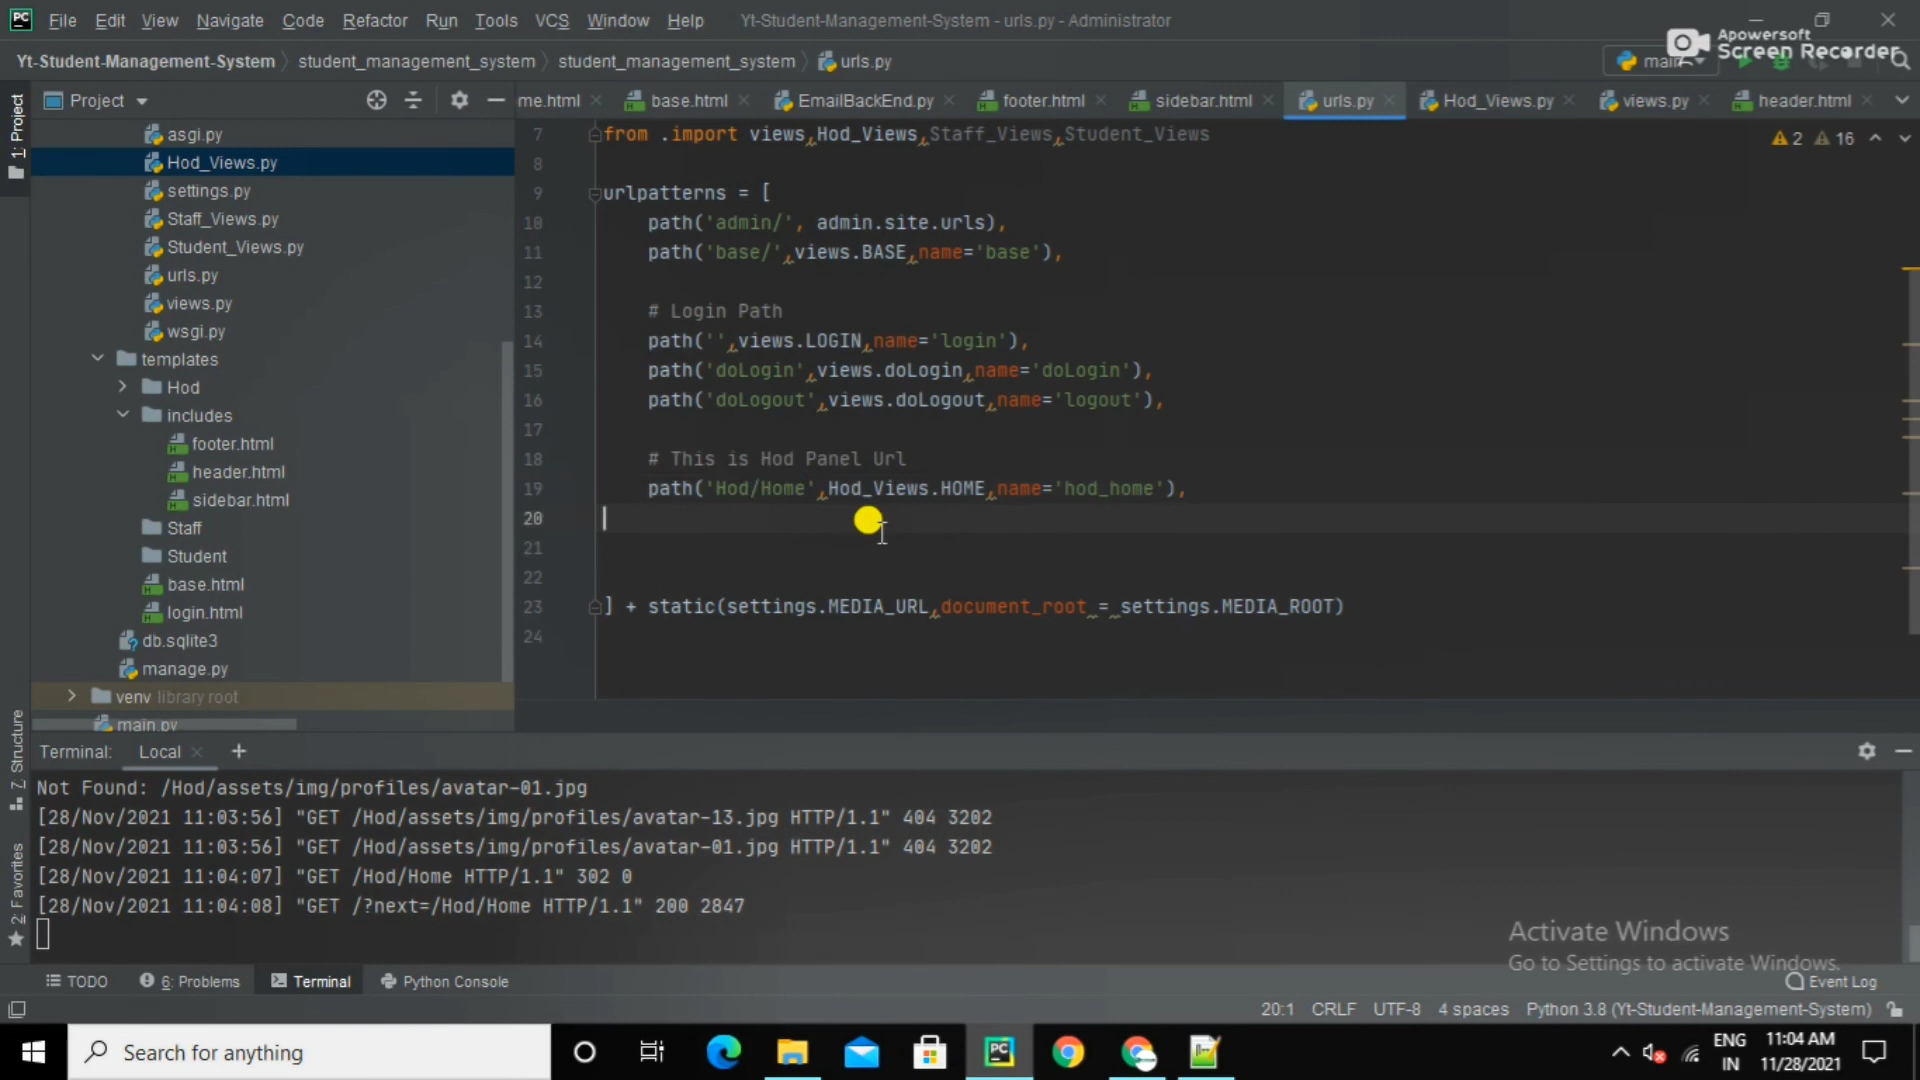 PC File Edit View Navigate Code Refactor Run Tools VCS Window Help Yt-Student-Management-System - urls.py - Administrator
Apowersoft
Screen Recorder
Yt-Student-Management-System student_management_system student_management_system urls.py main
1: Project
Project
me.html base.html EmailBackEnd.py footer.html sidebar.html urls.py Hod_Views.py views.py header.html
asgi.py
Hod_Views.py
settings.py
Staff_Views.py
Student_Views.py
urls.py
views.py
wsgi.py
templates
Hod
includes
footer.html
header.html
sidebar.html
Staff
Student
base.html
login.html
db.sqlite3
manage.py
venv library root
main.py
2 16
7 from .import views,Hod_Views,Staff_Views,Student_Views
8
9 urlpatterns = [
10 path('admin/', admin.site.urls),
11 path('base/',views.BASE,name='base'),
12
13 # Login Path
14 path('',views.LOGIN,name='login'),
15 path('doLogin',views.doLogin,name='doLogin'),
16 path('doLogout',views.doLogout,name='logout'),
17
18 # This is Hod Panel Url
19 path('Hod/Home',Hod_Views.HOME,name='hod_home'),
20
21
22
23 ] + static(settings.MEDIA_URL,document_root = settings.MEDIA_ROOT)
24
7: Structure
2: Favorites
Terminal: Local +
Not Found: /Hod/assets/img/profiles/avatar-01.jpg
[28/Nov/2021 11:03:56] "GET /Hod/assets/img/profiles/avatar-13.jpg HTTP/1.1" 404 3202
[28/Nov/2021 11:03:56] "GET /Hod/assets/img/profiles/avatar-01.jpg HTTP/1.1" 404 3202
[28/Nov/2021 11:04:07] "GET /Hod/Home HTTP/1.1" 302 0
[28/Nov/2021 11:04:08] "GET /?next=/Hod/Home HTTP/1.1" 200 2847
Activate Windows
Go to Settings to activate Windows.
TODO 6: Problems Terminal Python Console Event Log
20:1 CRLF UTF-8 4 spaces Python 3.8 (Yt-Student-Management-System)
Search for anything
PC
ENG
IN
11:04 AM
11/28/2021